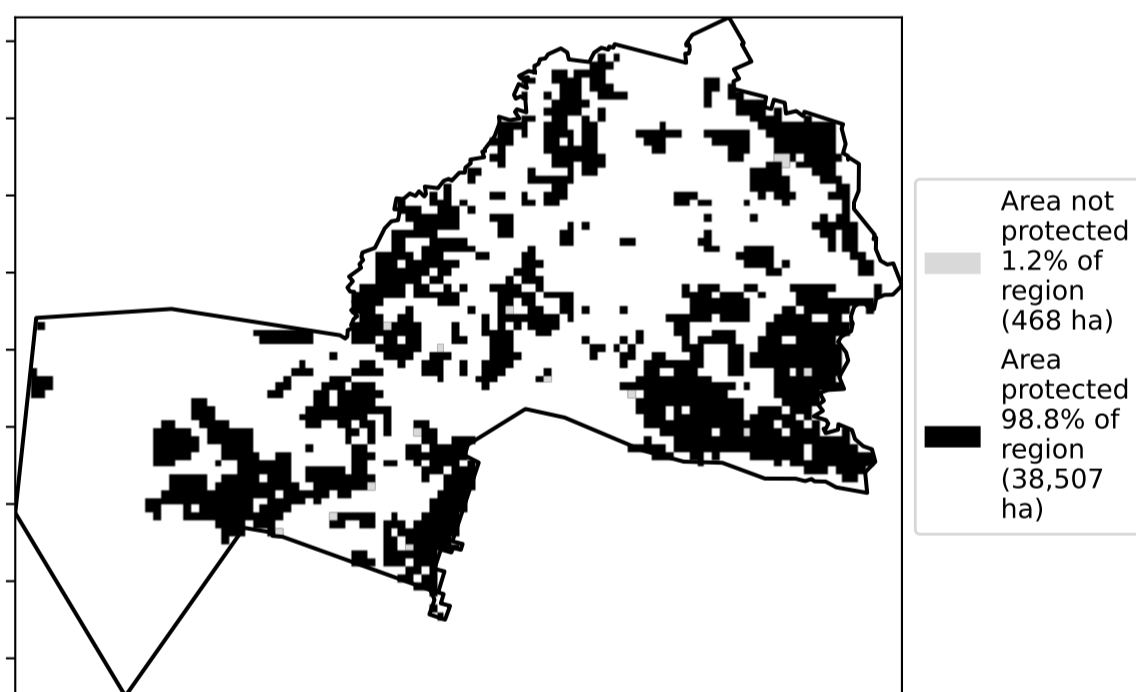 Area not
protected
1.2% of
region
(468 ha)
Area
protected
98.8% of
region
(38,507
ha)